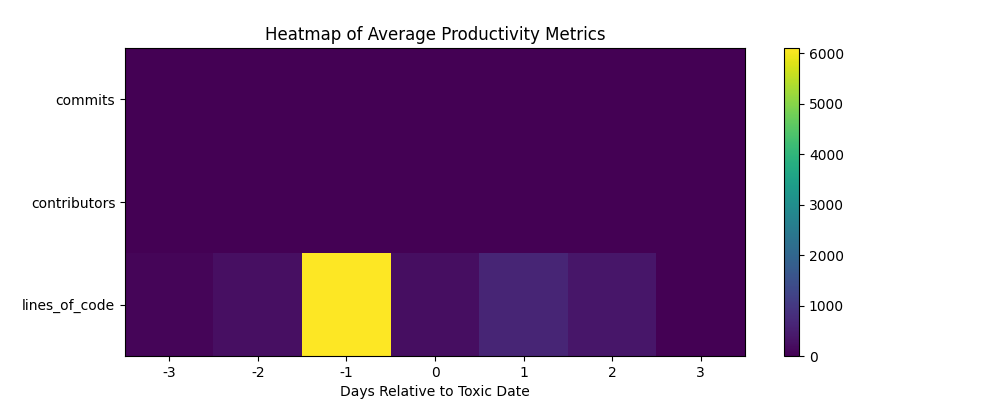 Heatmap of Average Productivity Metrics
commits
contributors
lines_of_code
-3 -2 -1 0 1 2 3
Days Relative to Toxic Date
6000
5000
4000
3000
2000
1000
0